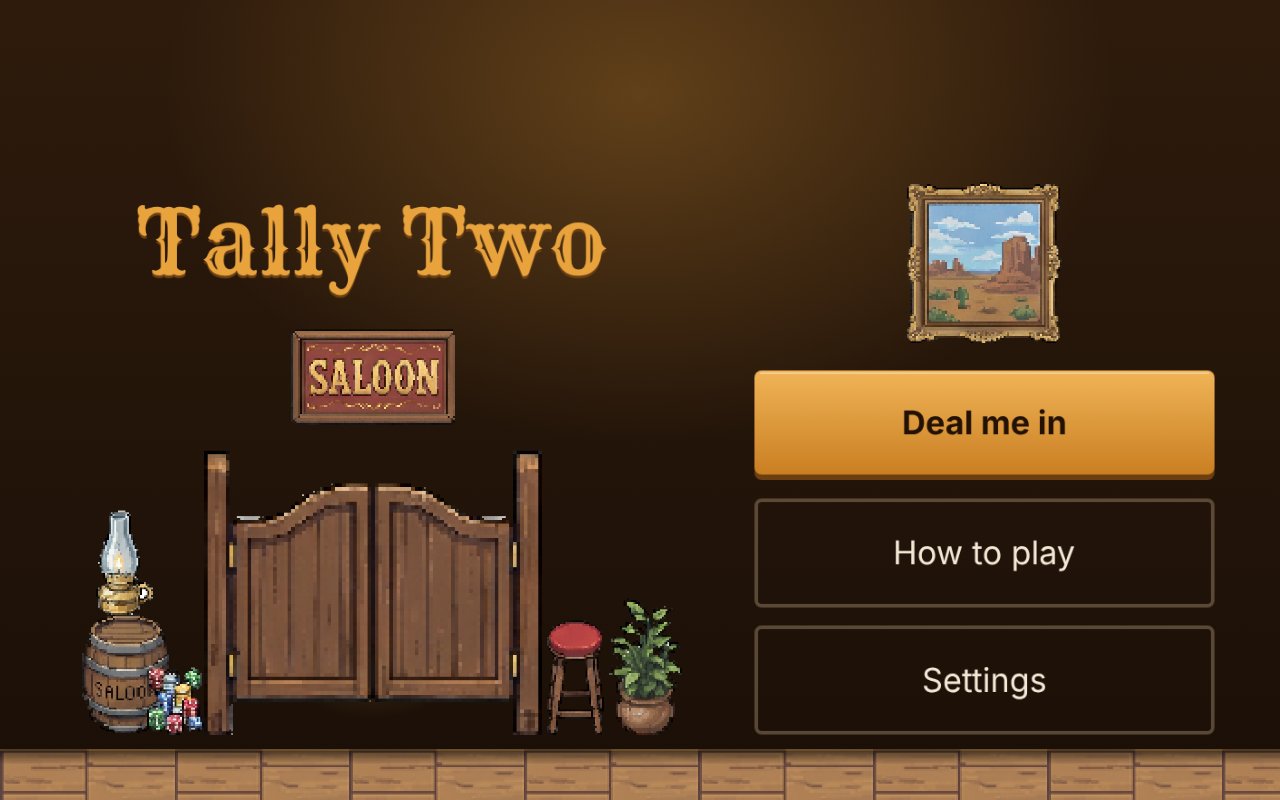 Tally Two
SALOON
Deal me in
How to play
Settings
SALOON